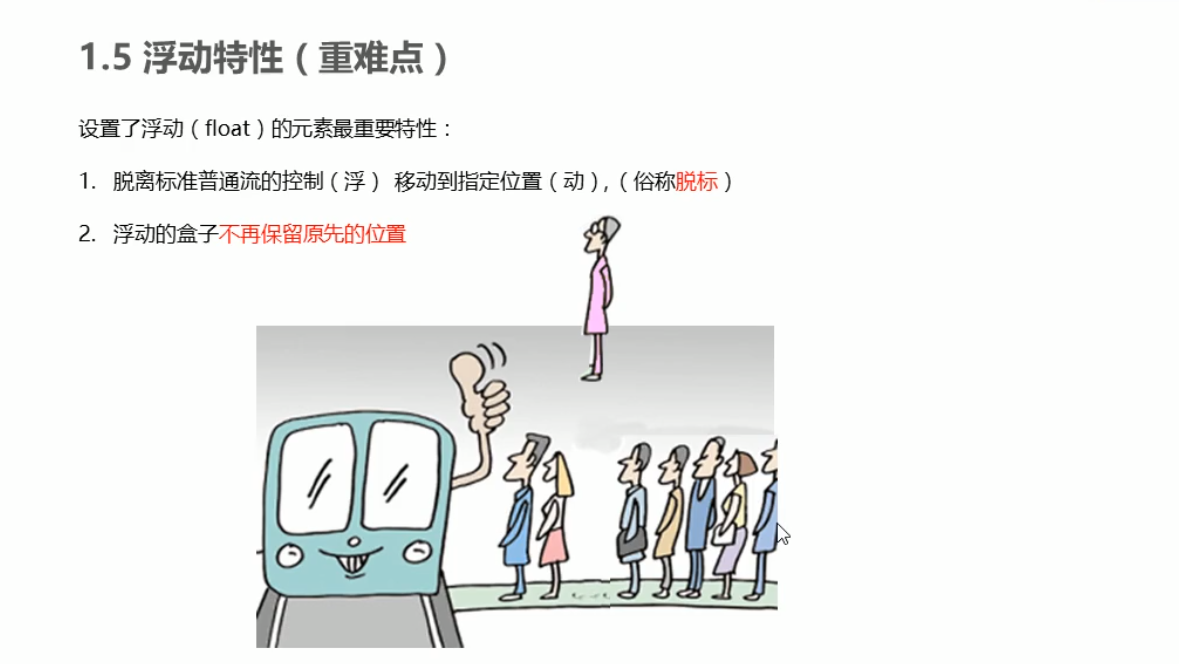 1.5 浮动特性（重难点）
设置了浮动（float）的元素最重要特性：
1. 脱离标准普通流的控制（浮） 移动到指定位置（动），（俗称脱标）
2. 浮动的盒子不再保留原先的位置